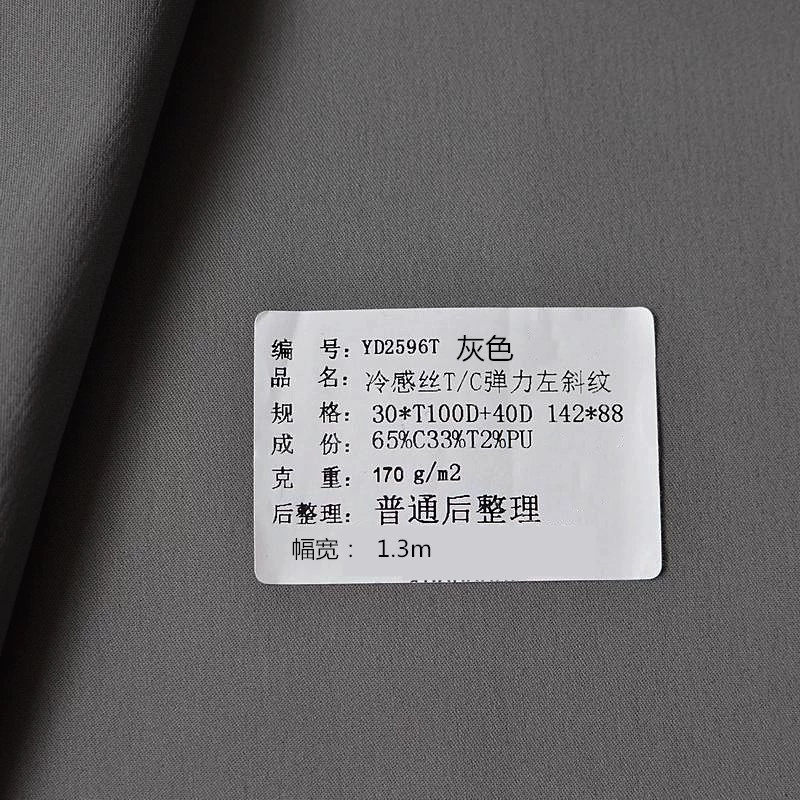 编 号：YD2596T 灰色
品 名：冷感丝T/C弹力左斜纹
规 格：30*T100D+40D 142*88
成 份：65%C33%T2%PU
克 重：170 g/m2
后整理：普通后整理
幅宽： 1.3m